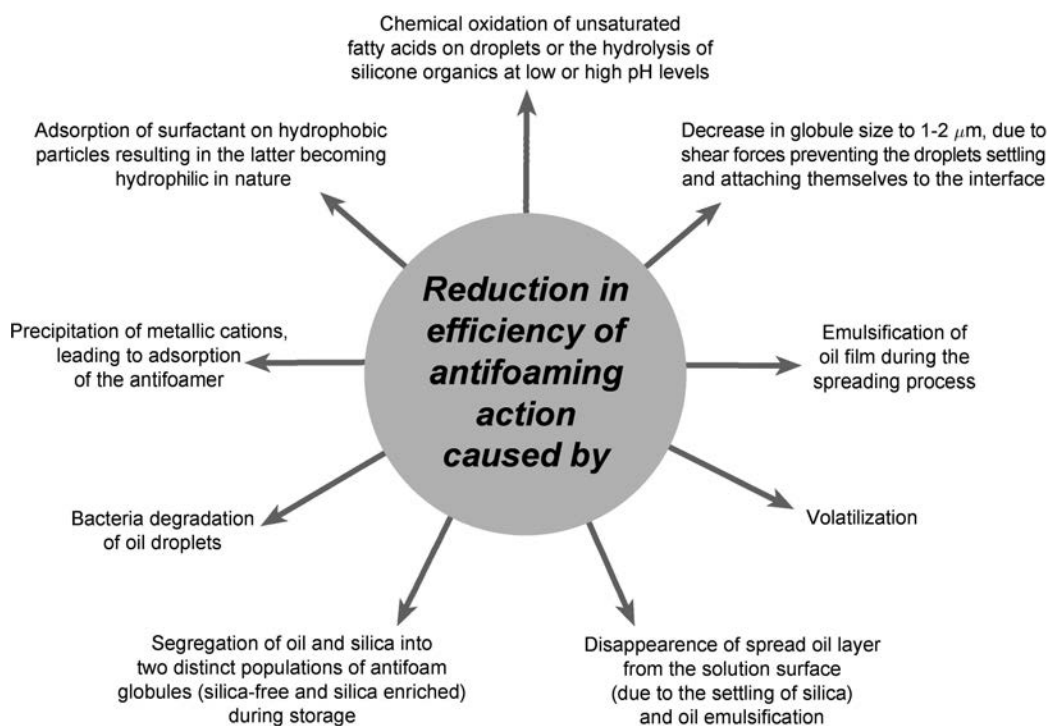 Chemical oxidation of unsaturated
fatty acids on droplets or the hydrolysis of
silicone organics at low or high pH levels
Adsorption of surfactant on hydrophobic
particles resulting in the latter becoming
hydrophilic in nature
Decrease in globule size to 1-2 μm, due to
shear forces preventing the droplets settling
and attaching themselves to the interface
Reduction in
efficiency of
antifoaming
action
caused by
Precipitation of metallic cations,
leading to adsorption
of the antifoamer
Emulsification of
oil film during the
spreading process
Bacteria degradation
of oil droplets
Volatilization
Segregation of oil and silica into
two distinct populations of antifoam
globules (silica-free and silica enriched)
during storage
Disappearence of spread oil layer
from the solution surface
(due to the settling of silica)
and oil emulsification